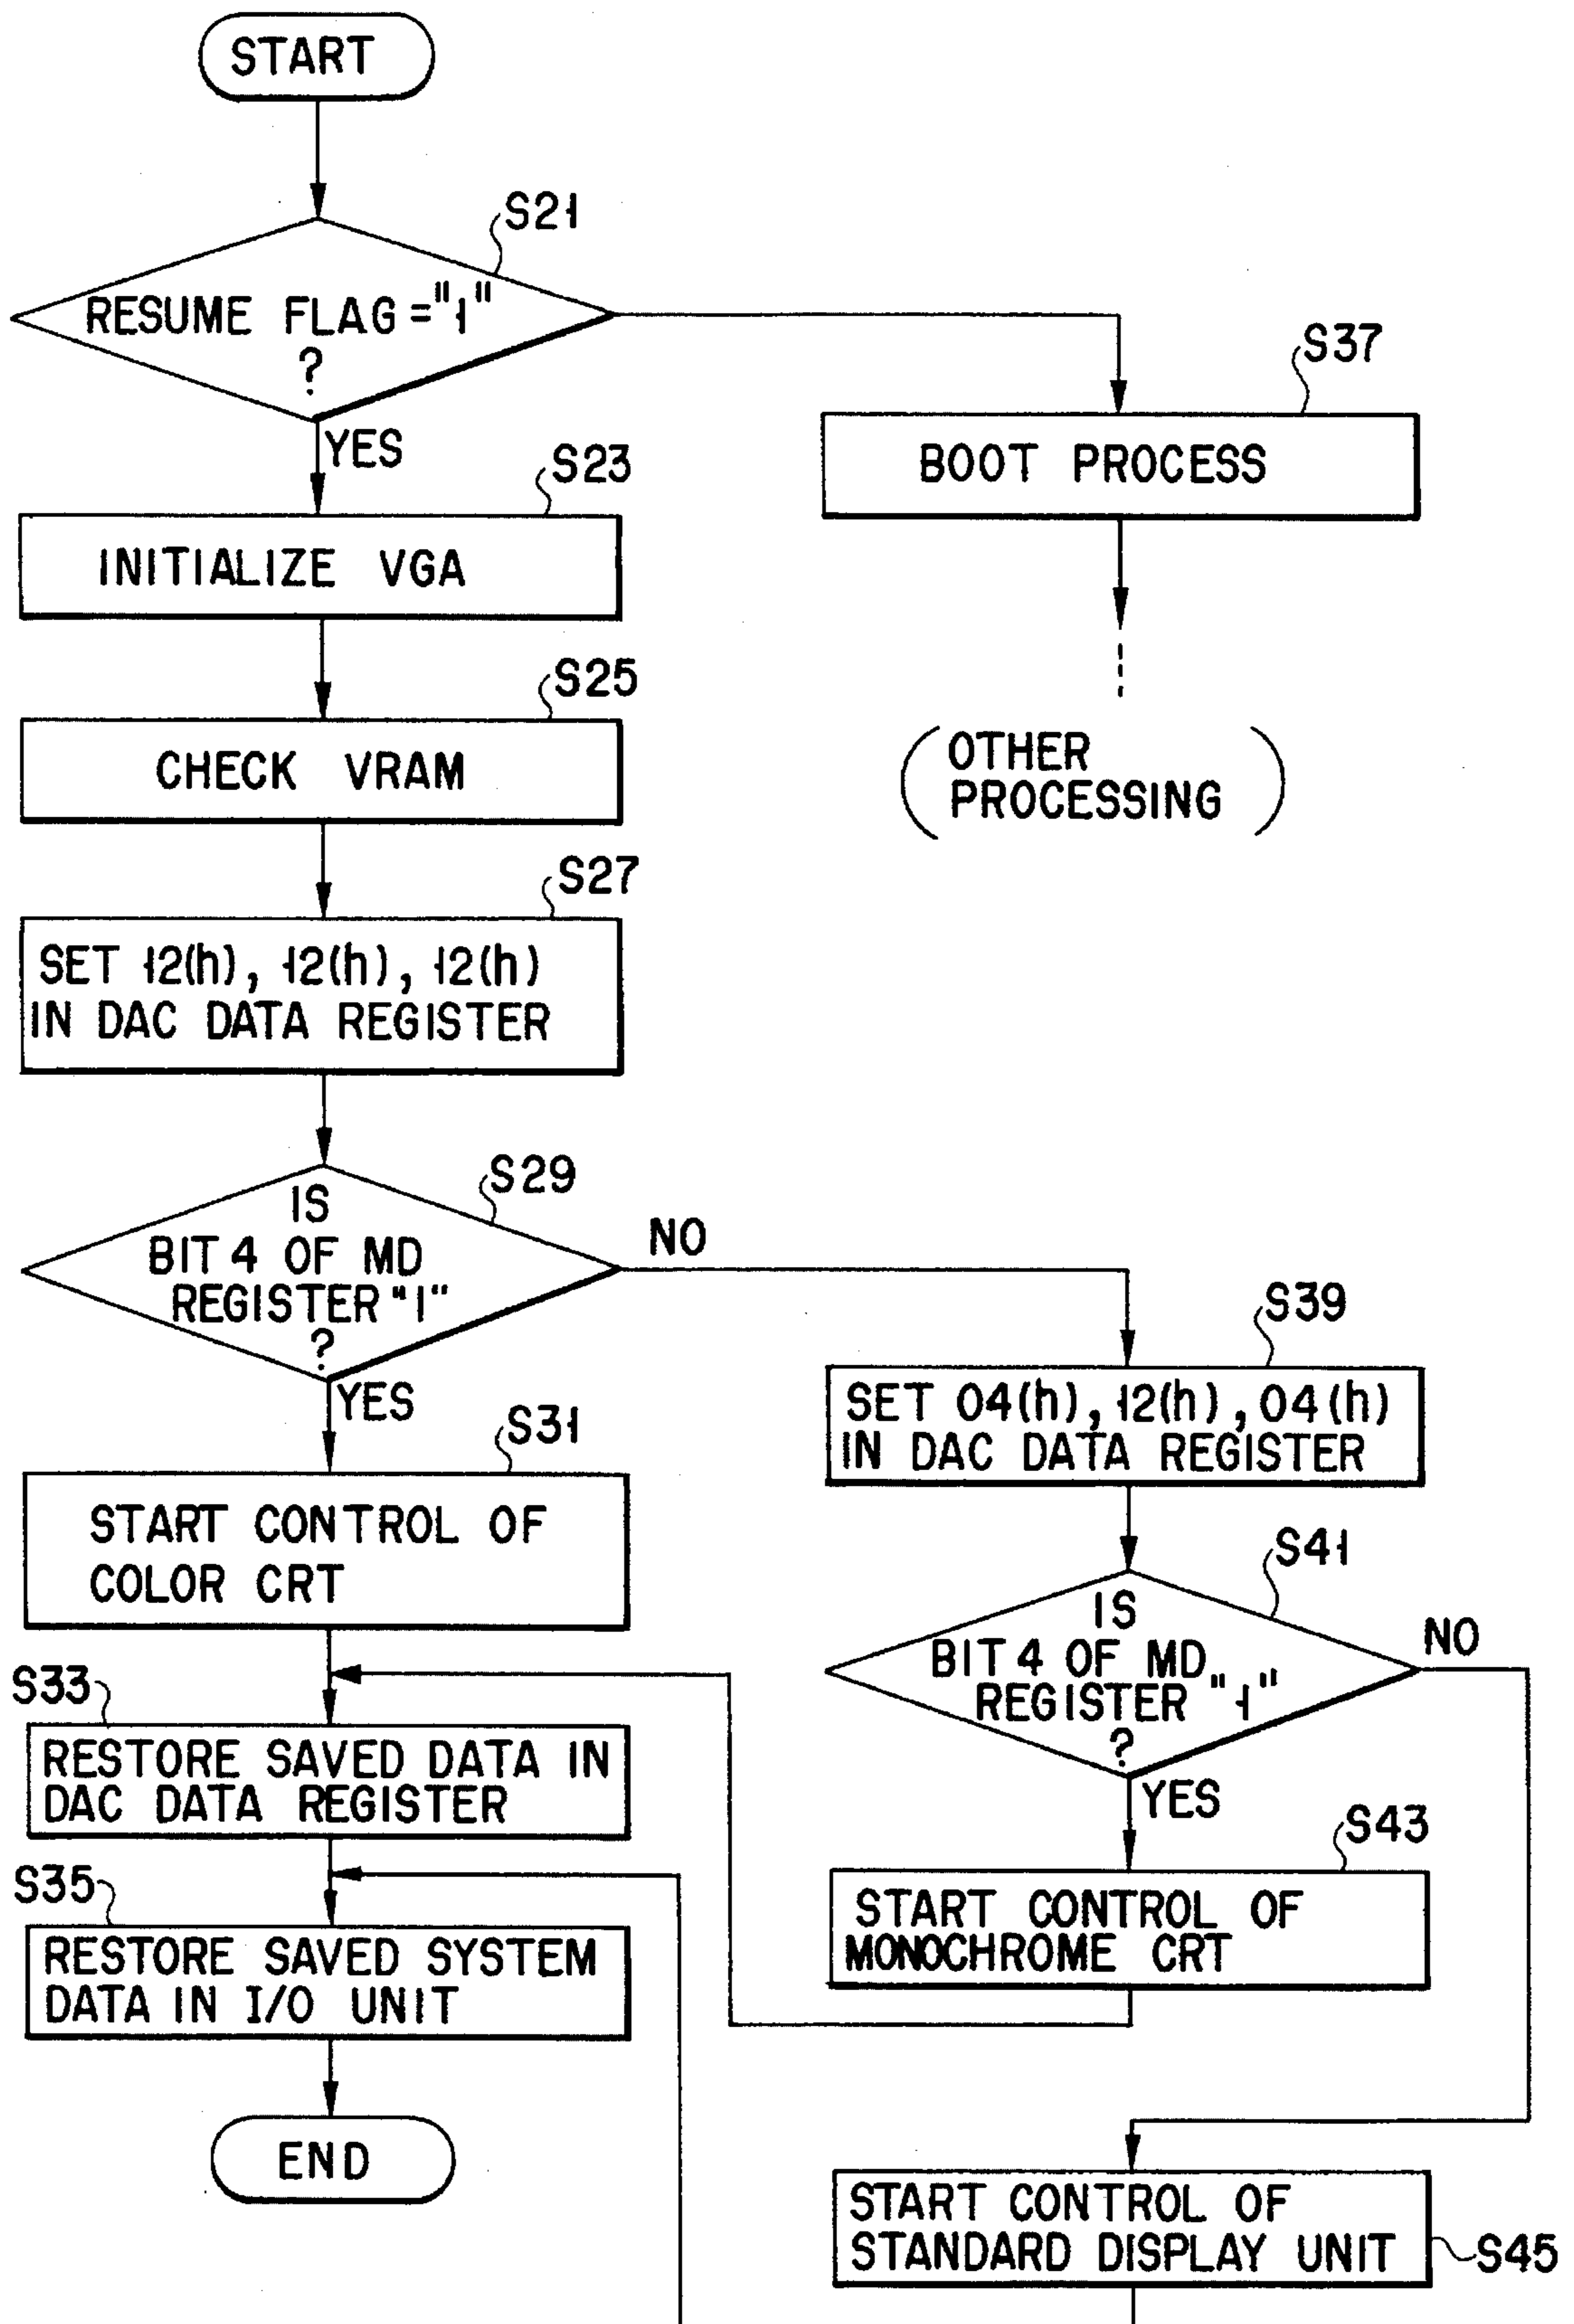 START
S21
RESUME FLAG="1"
?
YES
S37
BOOT PROCESS
(OTHER
PROCESSING)
S23
INITIALIZE VGA
S25
CHECK VRAM
S27
SET 12(h), 12(h), 12(h)
IN DAC DATA REGISTER
S29
IS
BIT 4 OF MD
REGISTER "1"
?
NO
YES
S31
START CONTROL OF
COLOR CRT
S33
RESTORE SAVED DATA IN
DAC DATA REGISTER
S35
RESTORE SAVED SYSTEM
DATA IN I/O UNIT
END
S39
SET 04(h), 12(h), 04(h)
IN DAC DATA REGISTER
S41
IS
BIT 4 OF MD
REGISTER "1"
?
NO
YES
S43
START CONTROL OF
MONOCHROME CRT
START CONTROL OF
STANDARD DISPLAY UNIT
S45